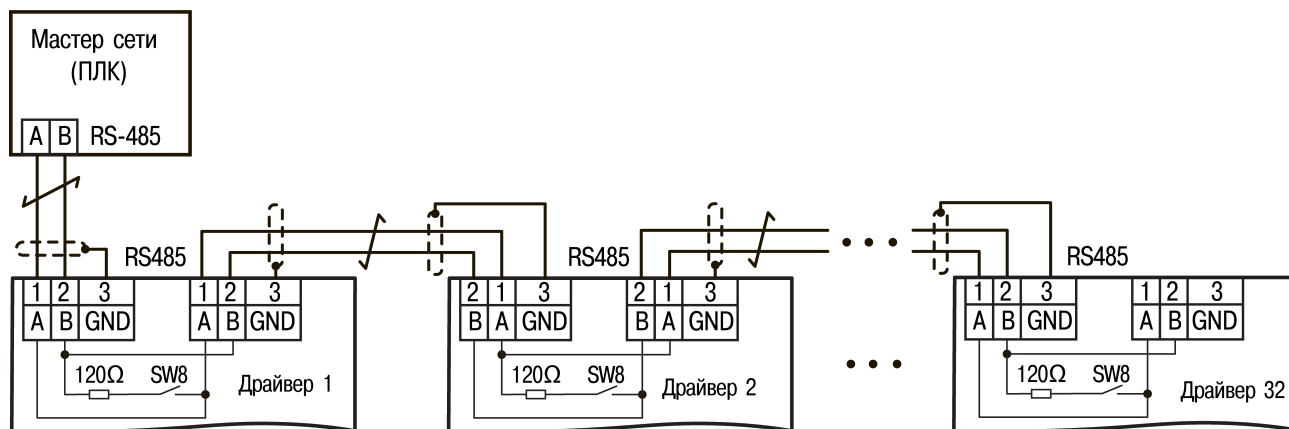 Мастер сети
(ПЛК)
A B RS-485
RS485
RS485
RS485
1 2 3
1 2 3
2 1 3
2 1 3
1 2 3
1 2 3
A B GND
A B GND
B A GND
B A GND
A B GND
A B GND
120Ω SW8 Драйвер 1
120Ω SW8 Драйвер 2
120Ω SW8 Драйвер 32